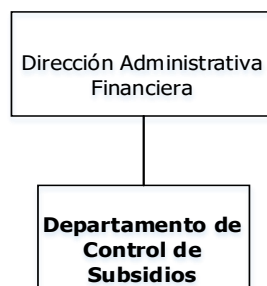 Dirección Administrativa
Financiera
Departamento de
Control de
Subsidios